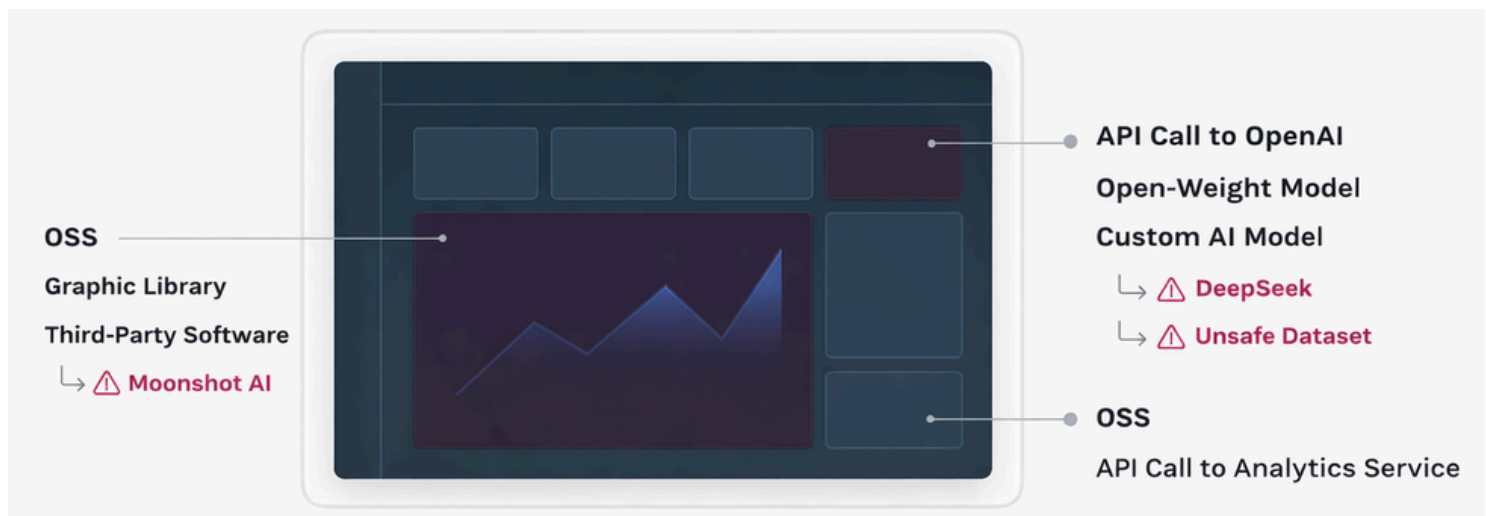 OSS
Graphic Library
Third-Party Software
Moonshot AI
API Call to OpenAI
Open-Weight Model
Custom AI Model
DeepSeek
Unsafe Dataset
OSS
API Call to Analytics Service